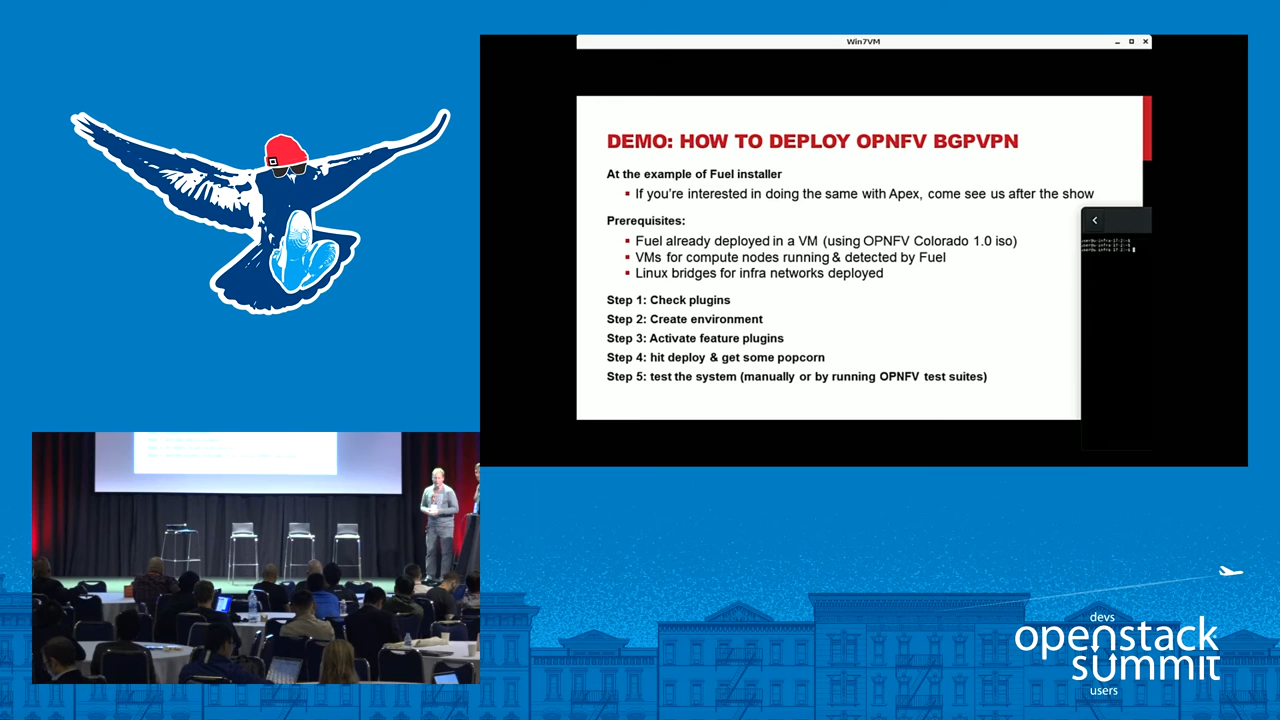 Win7VM
DEMO: HOW TO DEPLOY OPNFV BGPVPN
At the example of Fuel installer
If you're interested in doing the same with Apex, come see us after the show
Prerequisites:
Fuel already deployed in a VM (using OPNFV Colorado 1.0 iso)
VMs for compute nodes running & detected by Fuel
Linux bridges for infra networks deployed
Step 1: Check plugins
Step 2: Create environment
Step 3: Activate feature plugins
Step 4: hit deploy & get some popcorn
Step 5: test the system (manually or by running OPNFV test suites)
devs
openstack
summit
users